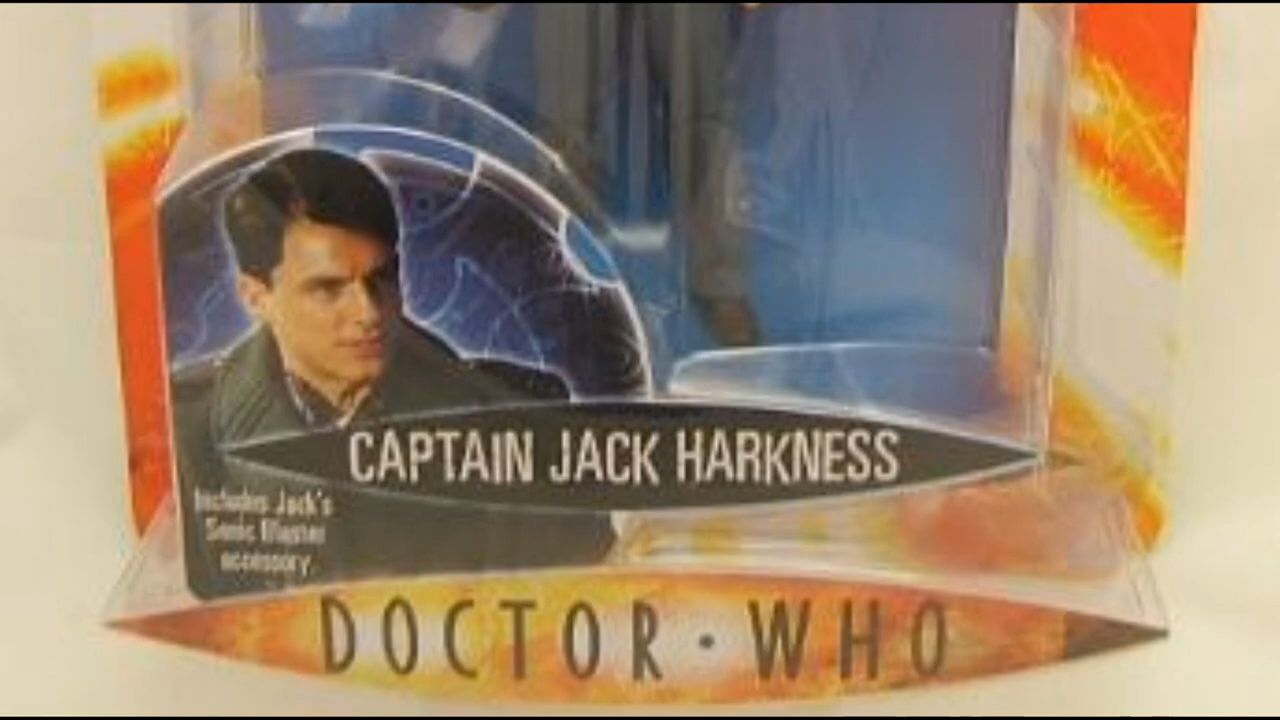 CAPTAIN JACK HARKNESS
Includes Jack's
Sonic Blaster
accessory.
DOCTOR • WHO